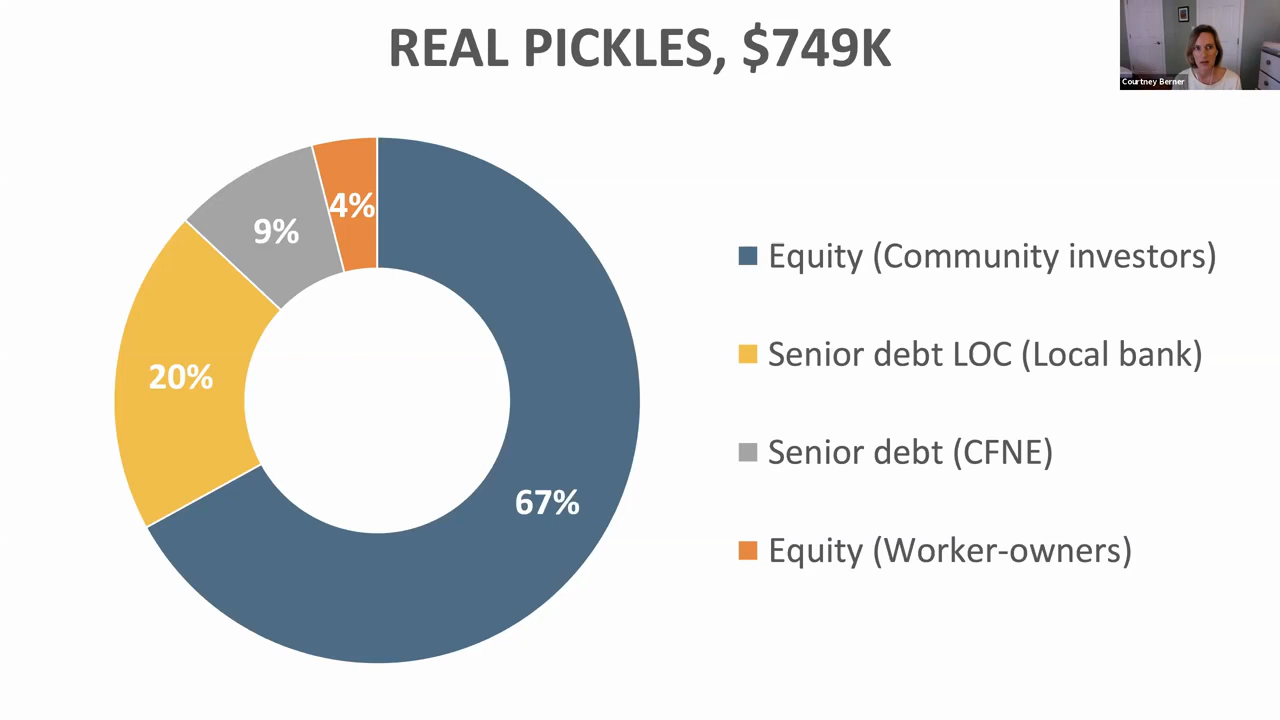 REAL PICKLES, $749K
Courtney Berner
4%
9%
20%
67%
Equity (Community investors)
Senior debt LOC (Local bank)
Senior debt (CFNE)
Equity (Worker-owners)